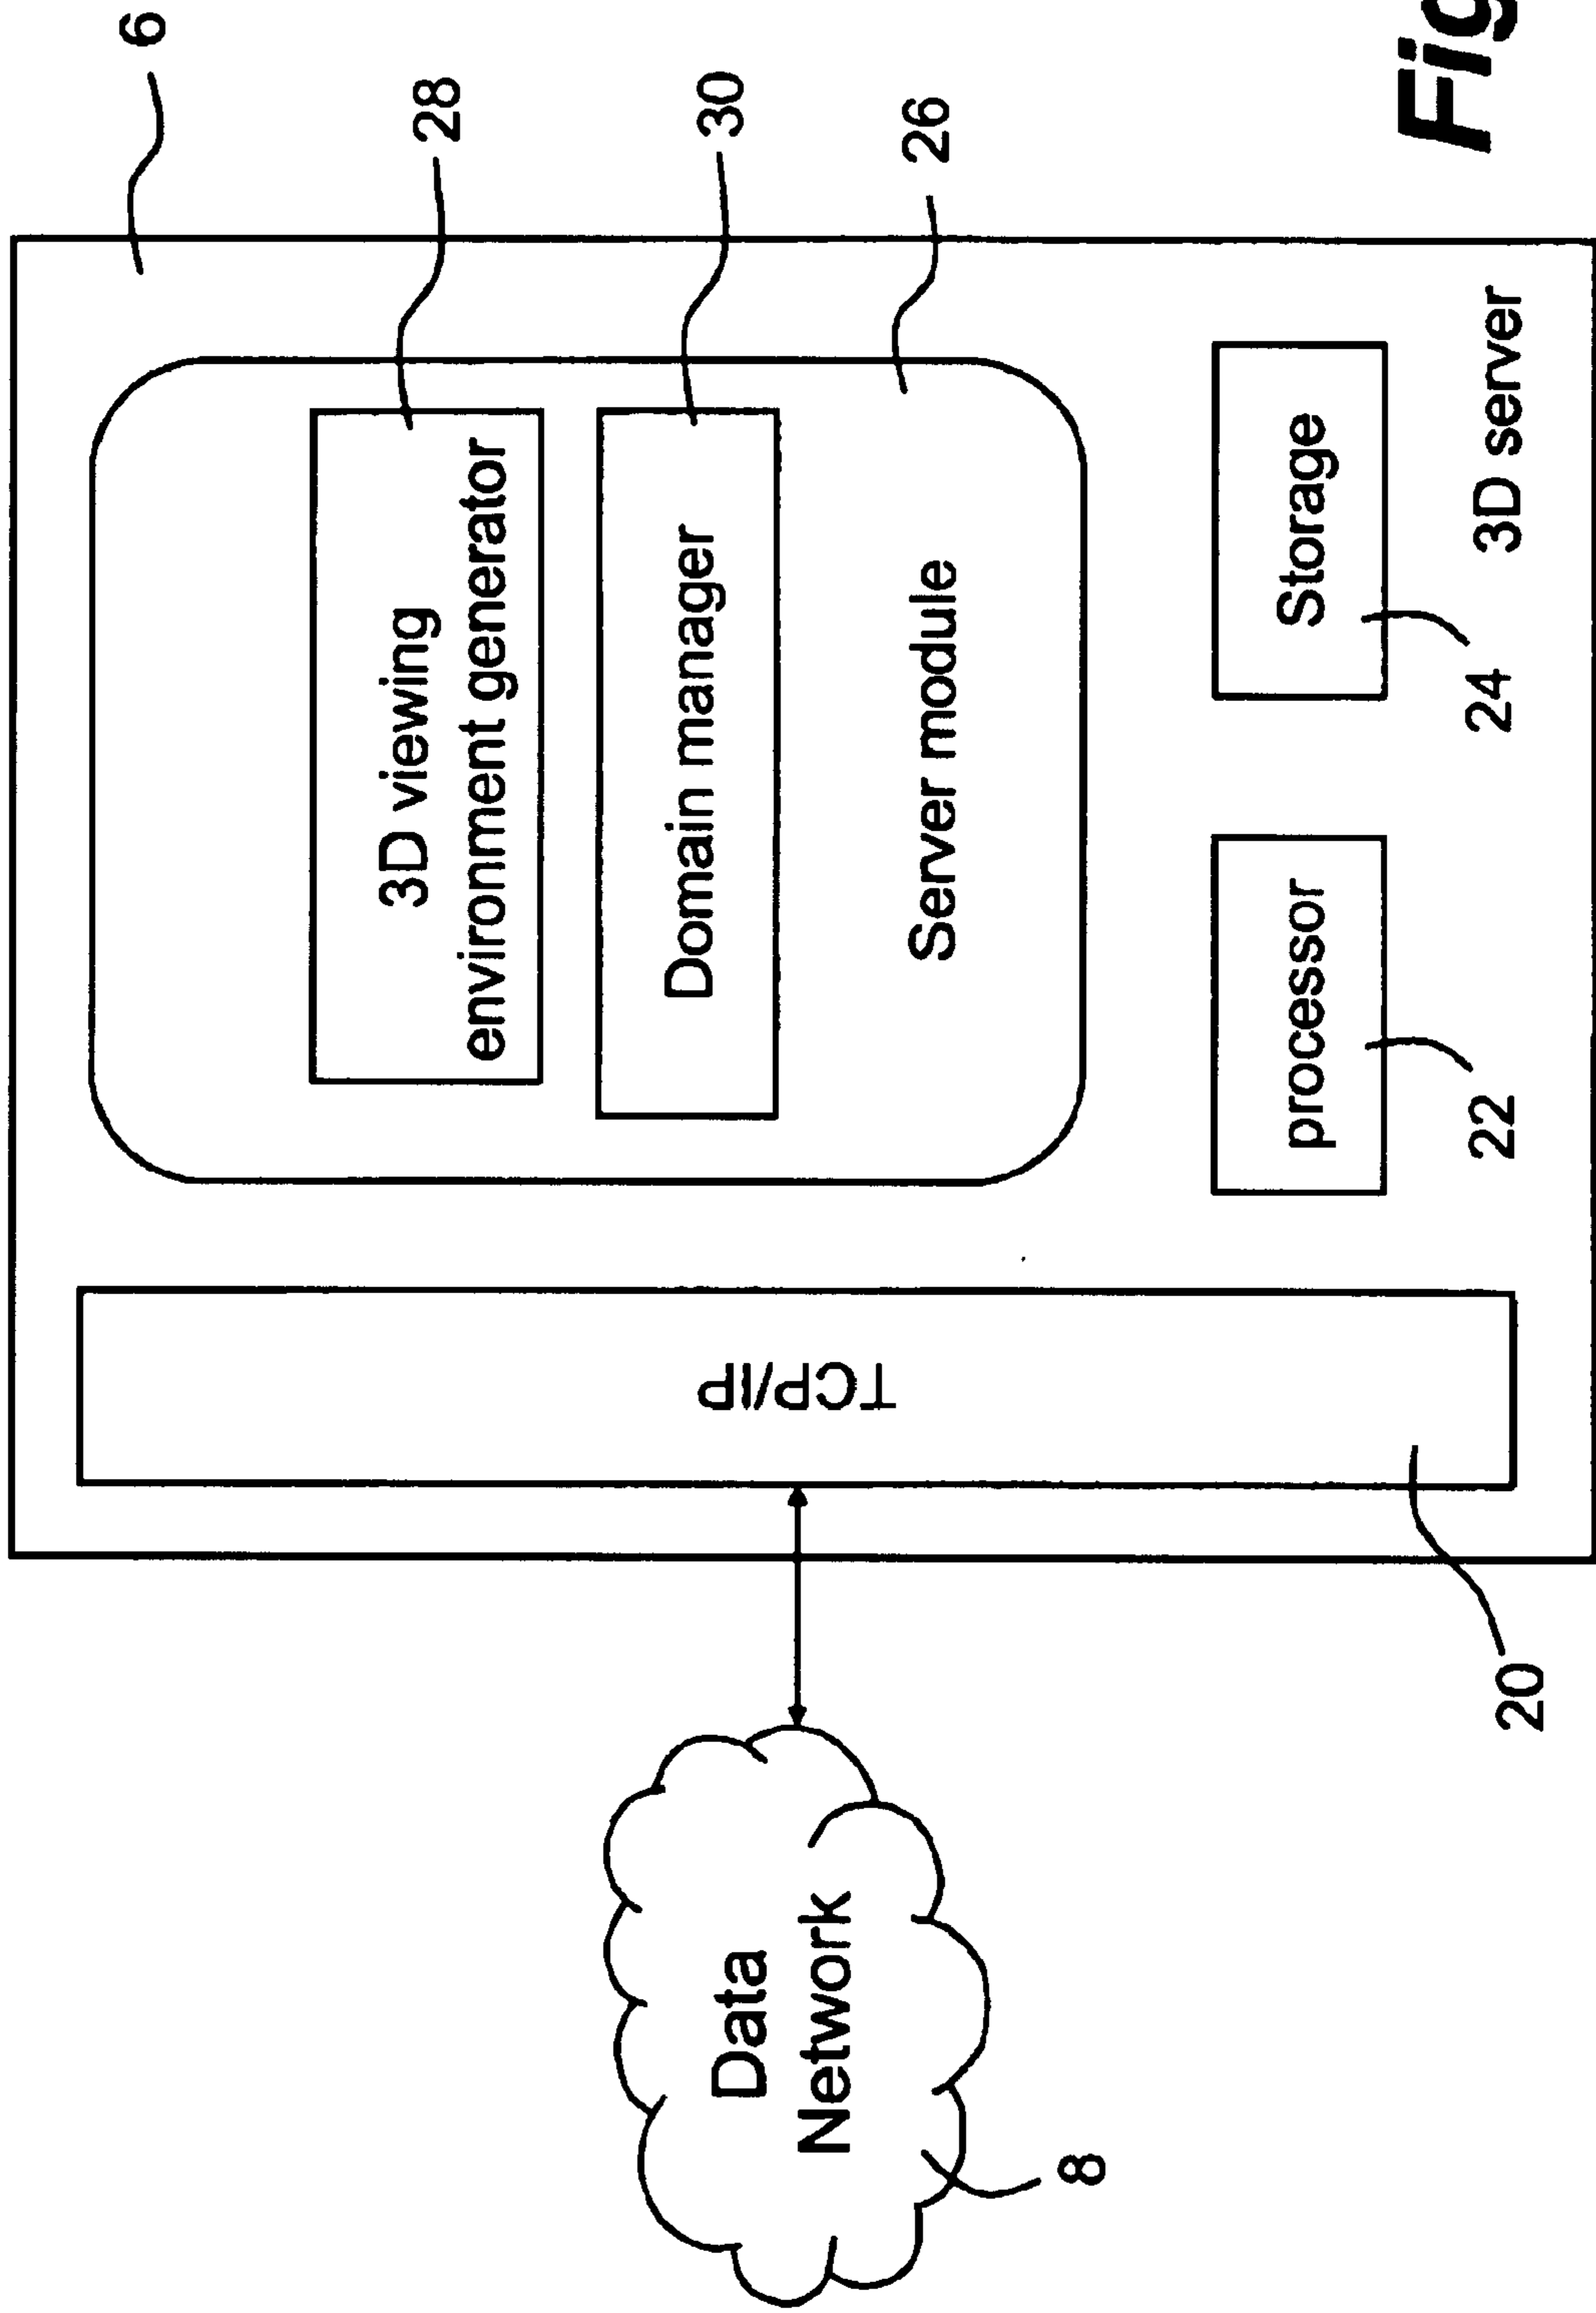 6
28
30
26
3D viewing
environment generator
Domain manager
Server module
TCP/IP
processor
22
Storage
24
3D server
Data
Network
8
20
Fig